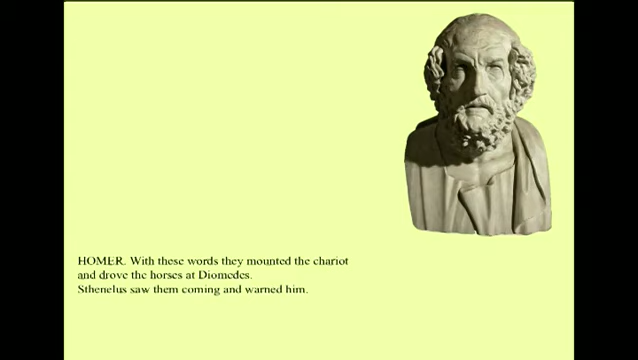 HOMER. With these words they mounted the chariot
and drove the horses at Diomedes.
Sthenelus saw them coming and warned him.